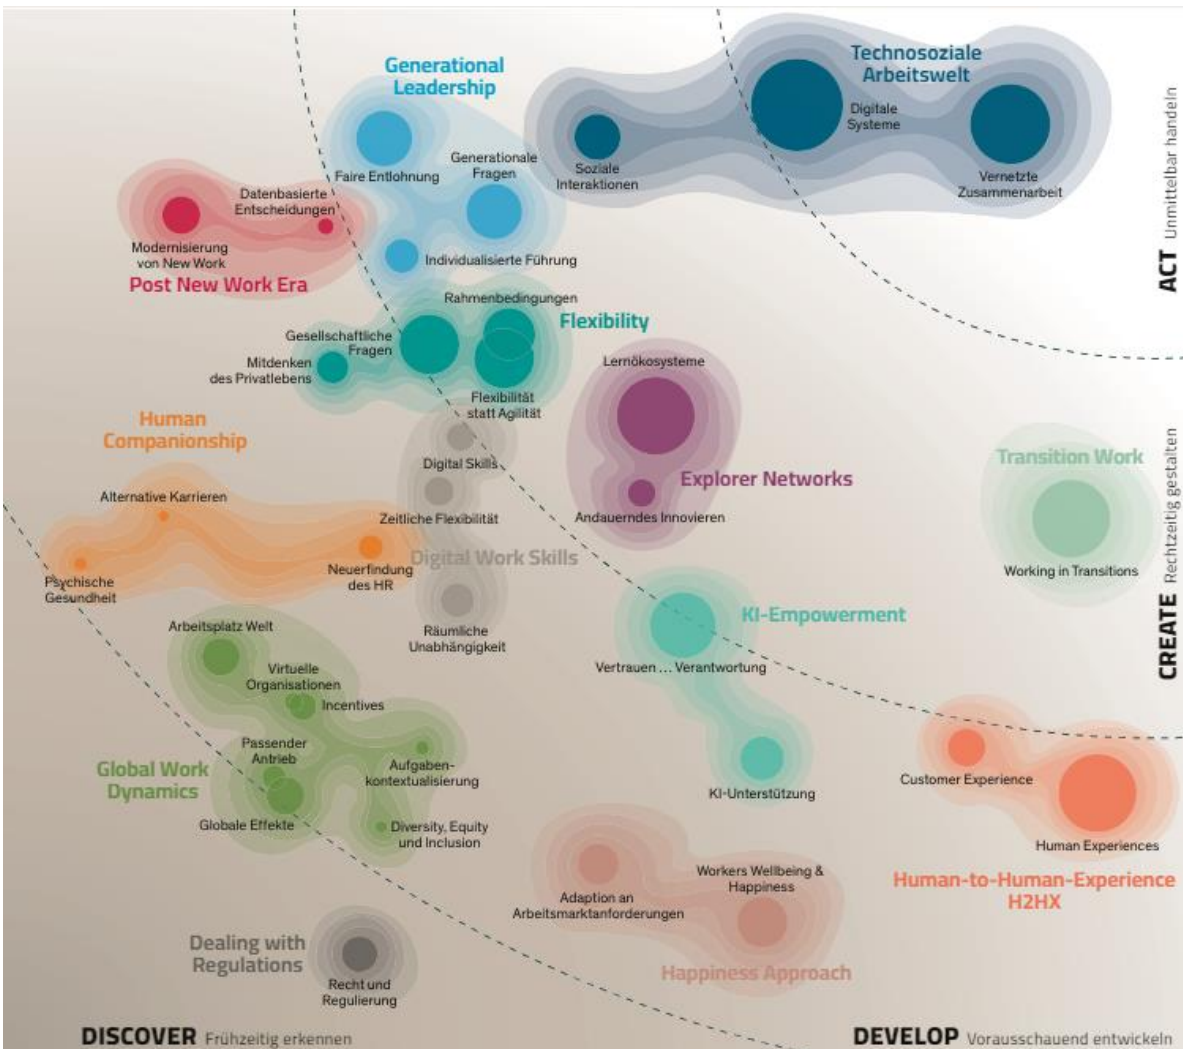 Generational
Leadership
Faire Entlohnung
Generationale
Fragen
Individualisierte Führung
Technosoziale
Arbeitswelt
Soziale
Interaktionen
Digitale
Systeme
Vernetzte
Zusammenarbeit
ACT Unmittelbar handeln
Datenbasierte
Entscheidungen
Modernisierung
von New Work
Post New Work Era
Rahmenbedingungen
Flexibility
Gesellschaftliche
Fragen
Mitdenken
des Privatlebens
Flexibilität
statt Agilität
Lernökosysteme
Explorer Networks
Andauerndes Innovieren
Transition Work
Working in Transitions
CREATE Rechtzeitig gestalten
Human
Companionship
Alternative Karrieren
Psychische
Gesundheit
Neuerfindung
des HR
Digital Skills
Zeitliche Flexibilität
Digital Work Skills
Räumliche
Unabhängigkeit
KI-Empowerment
Vertrauen ... Verantwortung
KI-Unterstützung
Arbeitsplatz Welt
Virtuelle
Organisationen
Incentives
Passender
Antrieb
Global Work
Dynamics
Aufgaben-
kontextualisierung
Globale Effekte
Diversity, Equity
und Inclusion
Customer Experience
Human Experiences
Human-to-Human-Experience
H2HX
Workers Wellbeing &
Happiness
Adaption an
Arbeitsmarktanforderungen
Happiness Approach
Dealing with
Regulations
Recht und
Regulierung
DISCOVER Frühzeitig erkennen
DEVELOP Vorausschauend entwickeln